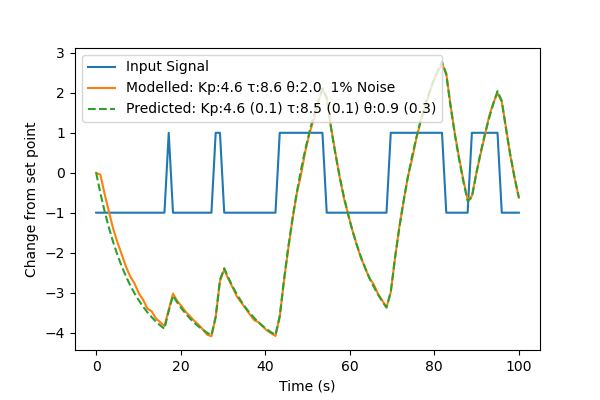 Input Signal
Modelled: Kp:4.6 τ:8.6 θ:2.0  1% Noise
Predicted: Kp:4.6 (0.1) τ:8.5 (0.1) θ:0.9 (0.3)
Change from set point
3
2
1
0
−1
−2
−3
−4
0 20 40 60 80 100
Time (s)